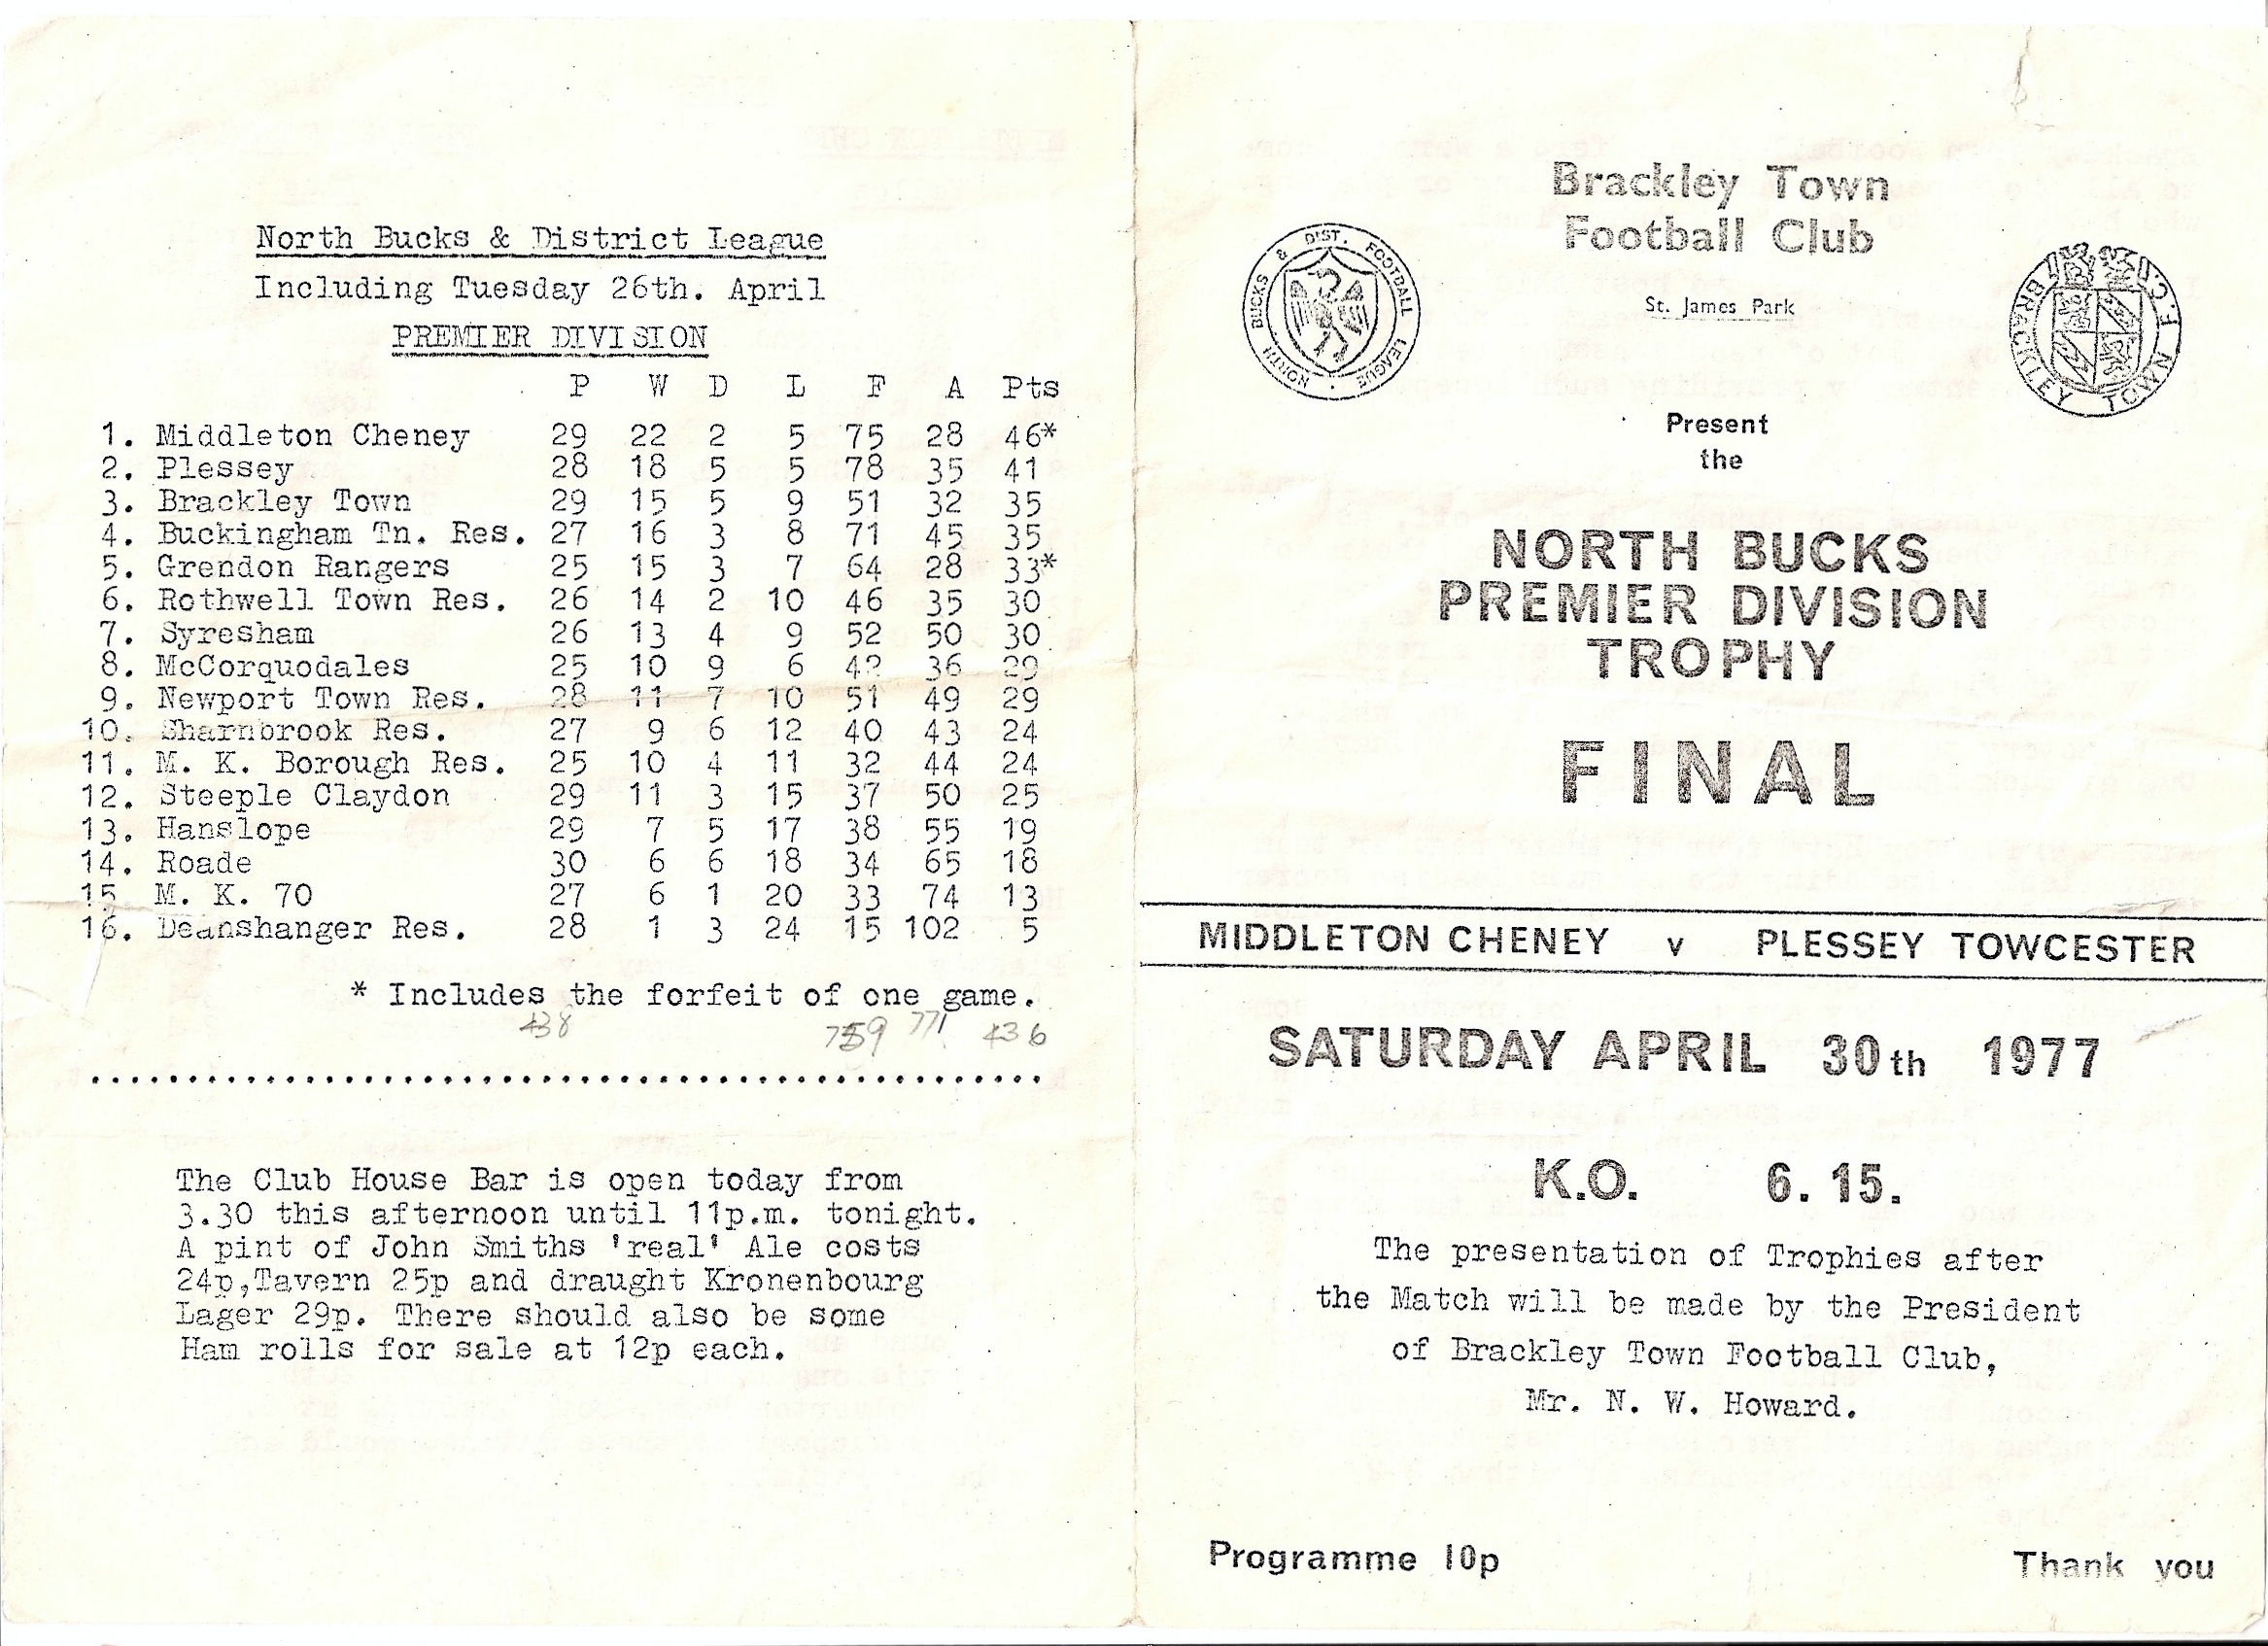 North Bucks & District League
Including Tuesday 26th. April
PREMIER DIVISION
P W D L F A Pts
1. Middleton Cheney 29 22 2 5 75 28 46*
2. Plessey 28 18 5 5 78 35 41
3. Brackley Town 29 15 5 9 51 32 35
4. Buckingham Tn. Res. 27 16 3 8 71 45 35
5. Grendon Rangers 25 15 3 7 64 28 33*
6. Rothwell Town Res. 26 14 2 10 46 35 30
7. Syresham 26 13 4 9 52 50 30
8. McCorquodales 25 10 9 6 42 36 29
9. Newport Town Res. 28 11 7 10 51 49 29
10. Sharnbrook Res. 27 9 6 12 40 43 24
11. M. K. Borough Res. 25 10 4 11 32 44 24
12. Steeple Claydon 29 11 3 15 37 50 25
13. Hanslope 29 7 5 17 38 55 19
14. Roade 30 6 6 18 34 65 18
15. M. K. 70 27 6 1 20 33 74 13
16. Deanshanger Res. 28 1 3 24 15 102 5
* Includes the forfeit of one game.
438 759 771 436
The Club House Bar is open today from
3.30 this afternoon until 11p.m. tonight.
A pint of John Smiths 'real' Ale costs
24p,Tavern 25p and draught Kronenbourg
Lager 29p. There should also be some
Ham rolls for sale at 12p each.
Brackley Town
Football Club
St. James Park
NORTH BUCKS & DIST. FOOTBALL LEAGUE
BRACKLEY TOWN F.C.
Present
the
NORTH BUCKS
PREMIER DIVISION
TROPHY
FINAL
MIDDLETON CHENEY v PLESSEY TOWCESTER
SATURDAY APRIL 30th 1977
K.O. 6.15.
The presentation of Trophies after
the Match will be made by the President
of Brackley Town Football Club,
Mr. N. W. Howard.
Programme 10p Thank you